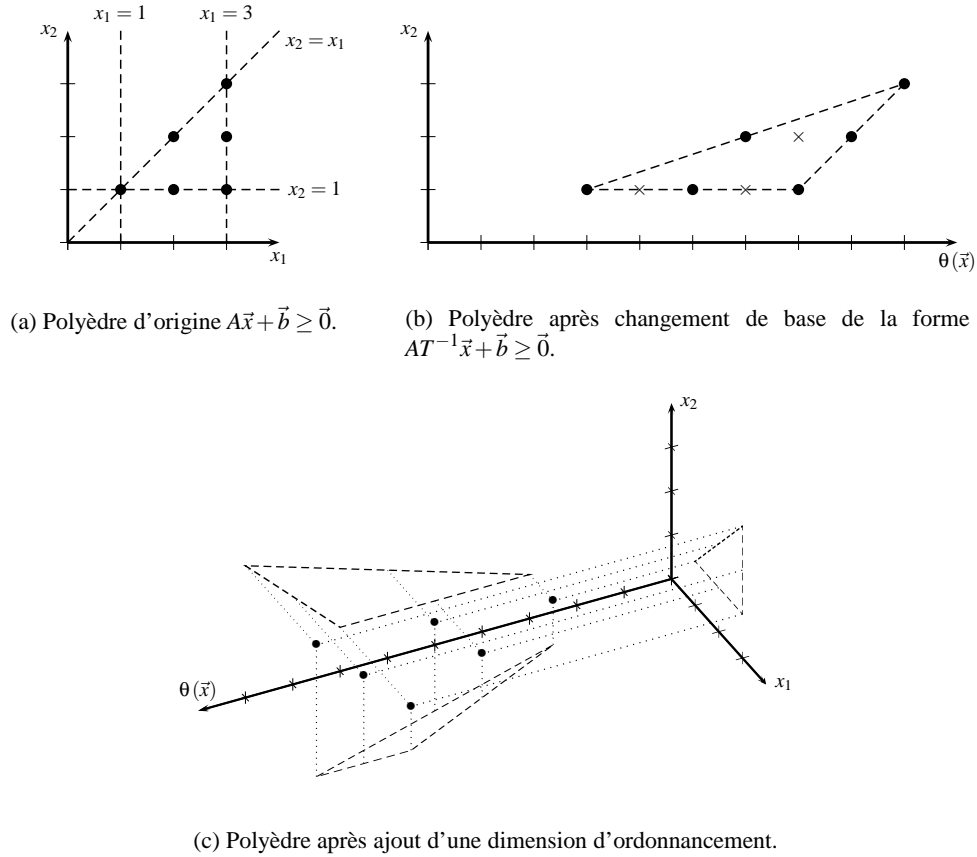 x₁ = 1
x₁ = 3
x₂
x₂ = x₁
x₂ = 1
x₁
x₂
θ(x⃗)
(a) Polyèdre d'origine Ax⃗ + b⃗ ≥ 0⃗.
(b) Polyèdre après changement de base de la forme
AT⁻¹x⃗ + b⃗ ≥ 0⃗.
x₂
θ(x⃗)
x₁
(c) Polyèdre après ajout d'une dimension d'ordonnancement.